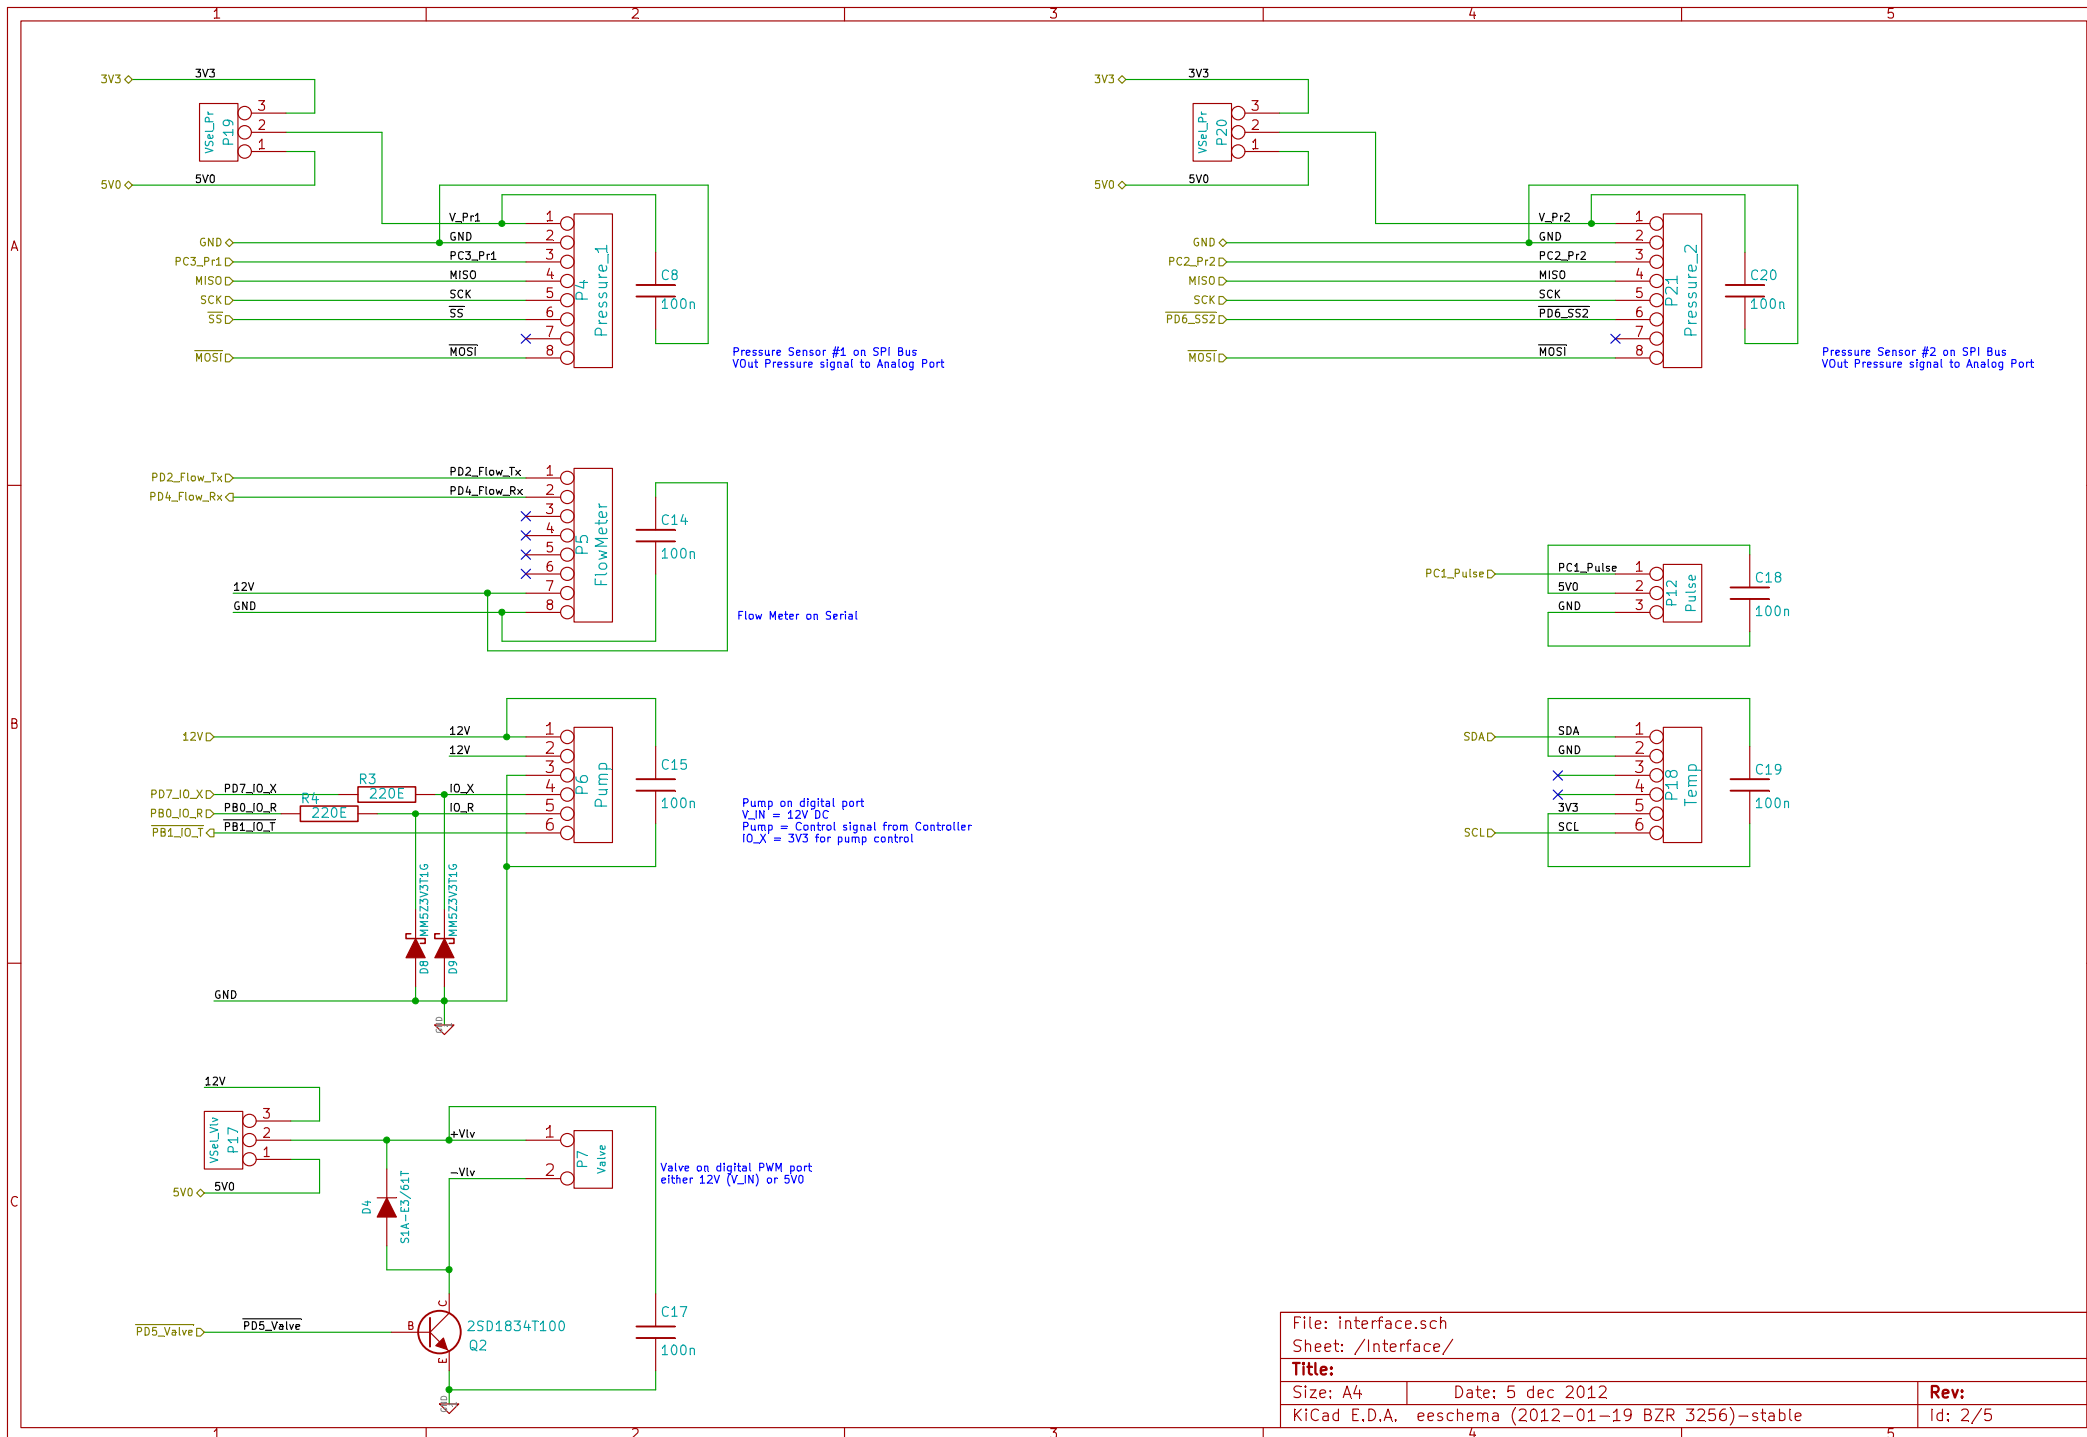 1 2 3 4 5
A
B
C
3V3 3V3
VSel_Pr P19 3 2 1
5V0 5V0
V_Pr1 1
GND GND 2
PC3_Pr1 PC3_Pr1 3
MISO MISO 4
SCK SCK 5
SS SS 6
7
MOSI MOSI 8
P4 Pressure_1
C8
100n
Pressure Sensor #1 on SPI Bus
VOut Pressure signal to Analog Port
3V3 3V3
VSel_Pr P20 3 2 1
5V0 5V0
V_Pr2 1
GND GND 2
PC2_Pr2 PC2_Pr2 3
MISO MISO 4
SCK SCK 5
PD6_SS2 PD6_SS2 6
7
MOSI MOSI 8
P21 Pressure_2
C20
100n
Pressure Sensor #2 on SPI Bus
VOut Pressure signal to Analog Port
PD2_Flow_Tx PD2_Flow_Tx 1
PD4_Flow_Rx PD4_Flow_Rx 2
3
4
5
6
12V 7
GND 8
P5 FlowMeter
C14
100n
Flow Meter on Serial
PC1_Pulse PC1_Pulse 1
5V0 2
GND 3
P12 Pulse
C18
100n
12V 12V 1
12V 2
3
PD7_IO_X PD7_IO_X R3 220E IO_X 4
PB0_IO_R PB0_IO_R R4 220E IO_R 5
PB1_IO_T PB1_IO_T 6
P6 Pump
C15
100n
Pump on digital port
V_IN = 12V DC
Pump = Control signal from Controller
IO_X = 3V3 for pump control
MM5Z3V3T1G MM5Z3V3T1G
D8 D9
GND
GND
SDA SDA 1
GND 2
3
4
3V3 5
SCL SCL 6
P18 Temp
C19
100n
12V
VSel_Vlv P17 3 2 1
5V0 5V0
+Vlv 1
-Vlv 2
P7 Valve
Valve on digital PWM port
either 12V (V_IN) or 5V0
D4 S1A-E3/61T
PD5_Valve PD5_Valve B C E
2SD1834T100
Q2
C17
100n
GND
File: interface.sch
Sheet: /Interface/
Title:
Size: A4 Date: 5 dec 2012 Rev:
KiCad E.D.A. eeschema (2012-01-19 BZR 3256)-stable Id: 2/5
1 2 3 4 5